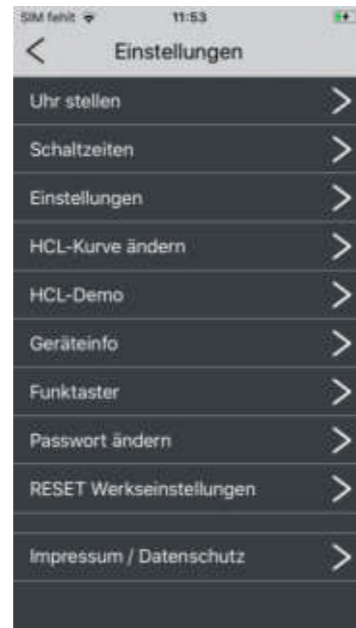 SIM fehlt 11:53
Einstellungen
Uhr stellen
Schaltzeiten
Einstellungen
HCL-Kurve ändern
HCL-Demo
Geräteinfo
Funktaster
Passwort ändern
RESET Werkseinstellungen
Impressum / Datenschutz